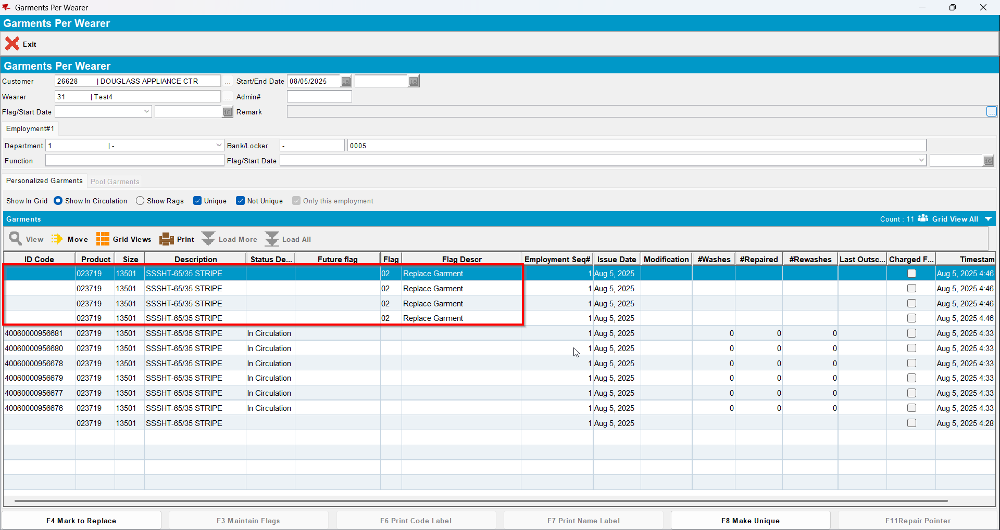 Garments Per Wearer
Garments Per Wearer
Exit
Garments Per Wearer
Customer 26628 | DOUGLASS APPLIANCE CTR ... Start/End Date 08/05/2025 16 16
Wearer 31 | Test4 ... Admin#
Flag/Start Date 16 Remark ...
Employment#1
Department 1 | - Bank/Locker - 0005
Function Flag/Start Date 16
Personalized Garments Pool Garments
Show In Grid Show In Circulation Show Rags Unique Not Unique Only this employment
Garments Count : 11 Grid View All
View Move Grid Views Print Load More Load All
ID Code Product Size Description Status De... Future flag Flag Flag Descr Employment Seq# Issue Date Modification #Washes #Repaired #Rewashes Last Outsc... Charged F... Timestam
023719 13501 SSSHT-65/35 STRIPE 02 Replace Garment 1 Aug 5, 2025 Aug 5, 2025 4:46
023719 13501 SSSHT-65/35 STRIPE 02 Replace Garment 1 Aug 5, 2025 Aug 5, 2025 4:46
023719 13501 SSSHT-65/35 STRIPE 02 Replace Garment 1 Aug 5, 2025 Aug 5, 2025 4:46
023719 13501 SSSHT-65/35 STRIPE 02 Replace Garment 1 Aug 5, 2025 Aug 5, 2025 4:46
40060000956681 023719 13501 SSSHT-65/35 STRIPE In Circulation 1 Aug 5, 2025 0 0 0 Aug 5, 2025 4:33
40060000956680 023719 13501 SSSHT-65/35 STRIPE In Circulation 1 Aug 5, 2025 0 0 0 Aug 5, 2025 4:33
40060000956678 023719 13501 SSSHT-65/35 STRIPE In Circulation 1 Aug 5, 2025 0 0 0 Aug 5, 2025 4:33
40060000956679 023719 13501 SSSHT-65/35 STRIPE In Circulation 1 Aug 5, 2025 0 0 0 Aug 5, 2025 4:33
40060000956677 023719 13501 SSSHT-65/35 STRIPE In Circulation 1 Aug 5, 2025 0 0 0 Aug 5, 2025 4:33
40060000956676 023719 13501 SSSHT-65/35 STRIPE In Circulation 1 Aug 5, 2025 0 0 0 Aug 5, 2025 4:33
023719 13501 SSSHT-65/35 STRIPE 1 Aug 5, 2025 Aug 5, 2025 4:28
F4 Mark to Replace F3 Maintain Flags F6 Print Code Label F7 Print Name Label F8 Make Unique F11Repair Pointer